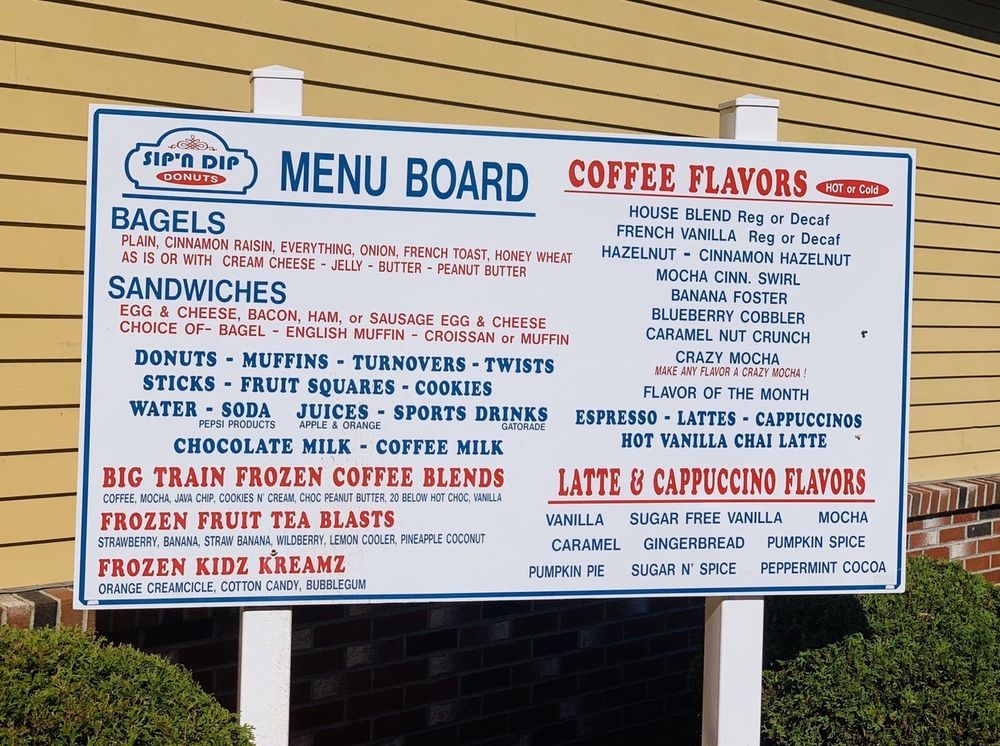 SIP'N DIP
DONUTS
MENU BOARD
BAGELS
PLAIN, CINNAMON RAISIN, EVERYTHING, ONION, FRENCH TOAST, HONEY WHEAT
AS IS OR WITH CREAM CHEESE - JELLY - BUTTER - PEANUT BUTTER
SANDWICHES
EGG & CHEESE, BACON, HAM, or SAUSAGE EGG & CHEESE
CHOICE OF- BAGEL - ENGLISH MUFFIN - CROISSAN or MUFFIN
DONUTS - MUFFINS - TURNOVERS - TWISTS
STICKS - FRUIT SQUARES - COOKIES
WATER - SODA JUICES - SPORTS DRINKS
PEPSI PRODUCTS APPLE & ORANGE GATORADE
CHOCOLATE MILK - COFFEE MILK
BIG TRAIN FROZEN COFFEE BLENDS
COFFEE, MOCHA, JAVA CHIP, COOKIES N' CREAM, CHOC PEANUT BUTTER, 20 BELOW HOT CHOC, VANILLA
FROZEN FRUIT TEA BLASTS
STRAWBERRY, BANANA, STRAW BANANA, WILDBERRY, LEMON COOLER, PINEAPPLE COCONUT
FROZEN KIDZ KREAMZ
ORANGE CREAMCICLE, COTTON CANDY, BUBBLEGUM
COFFEE FLAVORS HOT or Cold
HOUSE BLEND Reg or Decaf
FRENCH VANILLA Reg or Decaf
HAZELNUT - CINNAMON HAZELNUT
MOCHA CINN. SWIRL
BANANA FOSTER
BLUEBERRY COBBLER
CARAMEL NUT CRUNCH
CRAZY MOCHA
MAKE ANY FLAVOR A CRAZY MOCHA !
FLAVOR OF THE MONTH
ESPRESSO - LATTES - CAPPUCCINOS
HOT VANILLA CHAI LATTE
LATTE & CAPPUCCINO FLAVORS
VANILLA SUGAR FREE VANILLA MOCHA
CARAMEL GINGERBREAD PUMPKIN SPICE
PUMPKIN PIE SUGAR N' SPICE PEPPERMINT COCOA